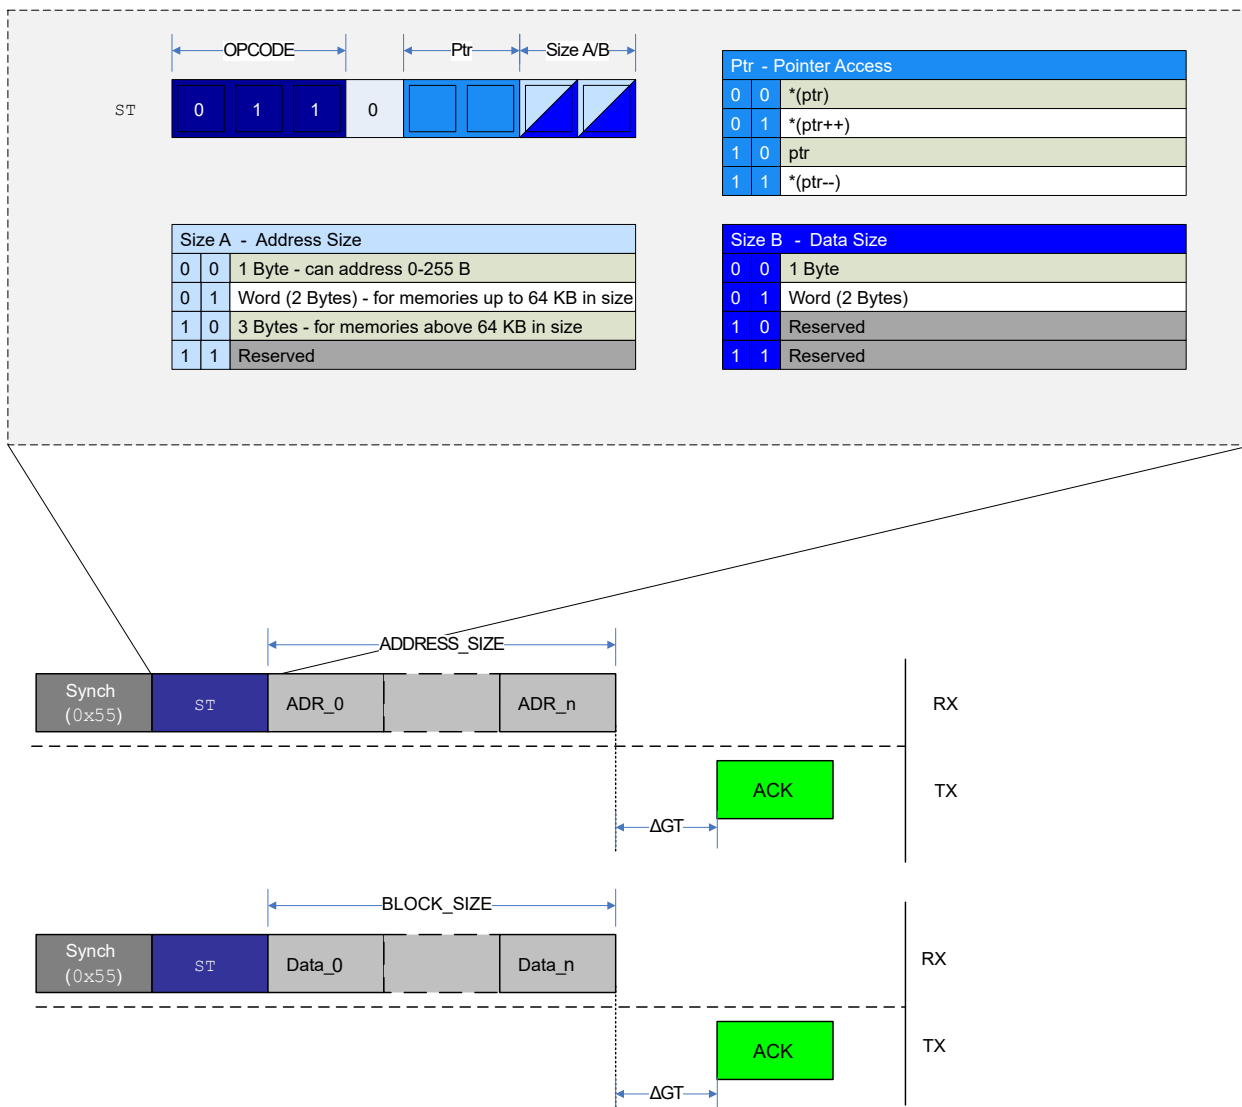 OPCODE Ptr Size A/B
ST 0 1 1 0
Ptr - Pointer Access
0 0 *(ptr)
0 1 *(ptr++)
1 0 ptr
1 1 *(ptr--)
Size A - Address Size
0 0 1 Byte - can address 0-255 B
0 1 Word (2 Bytes) - for memories up to 64 KB in size
1 0 3 Bytes - for memories above 64 KB in size
1 1 Reserved
Size B - Data Size
0 0 1 Byte
0 1 Word (2 Bytes)
1 0 Reserved
1 1 Reserved
ADDRESS_SIZE
Synch
(0x55)
ST
ADR_0
ADR_n
RX
ACK
TX
ΔGT
BLOCK_SIZE
Synch
(0x55)
ST
Data_0
Data_n
RX
ACK
TX
ΔGT